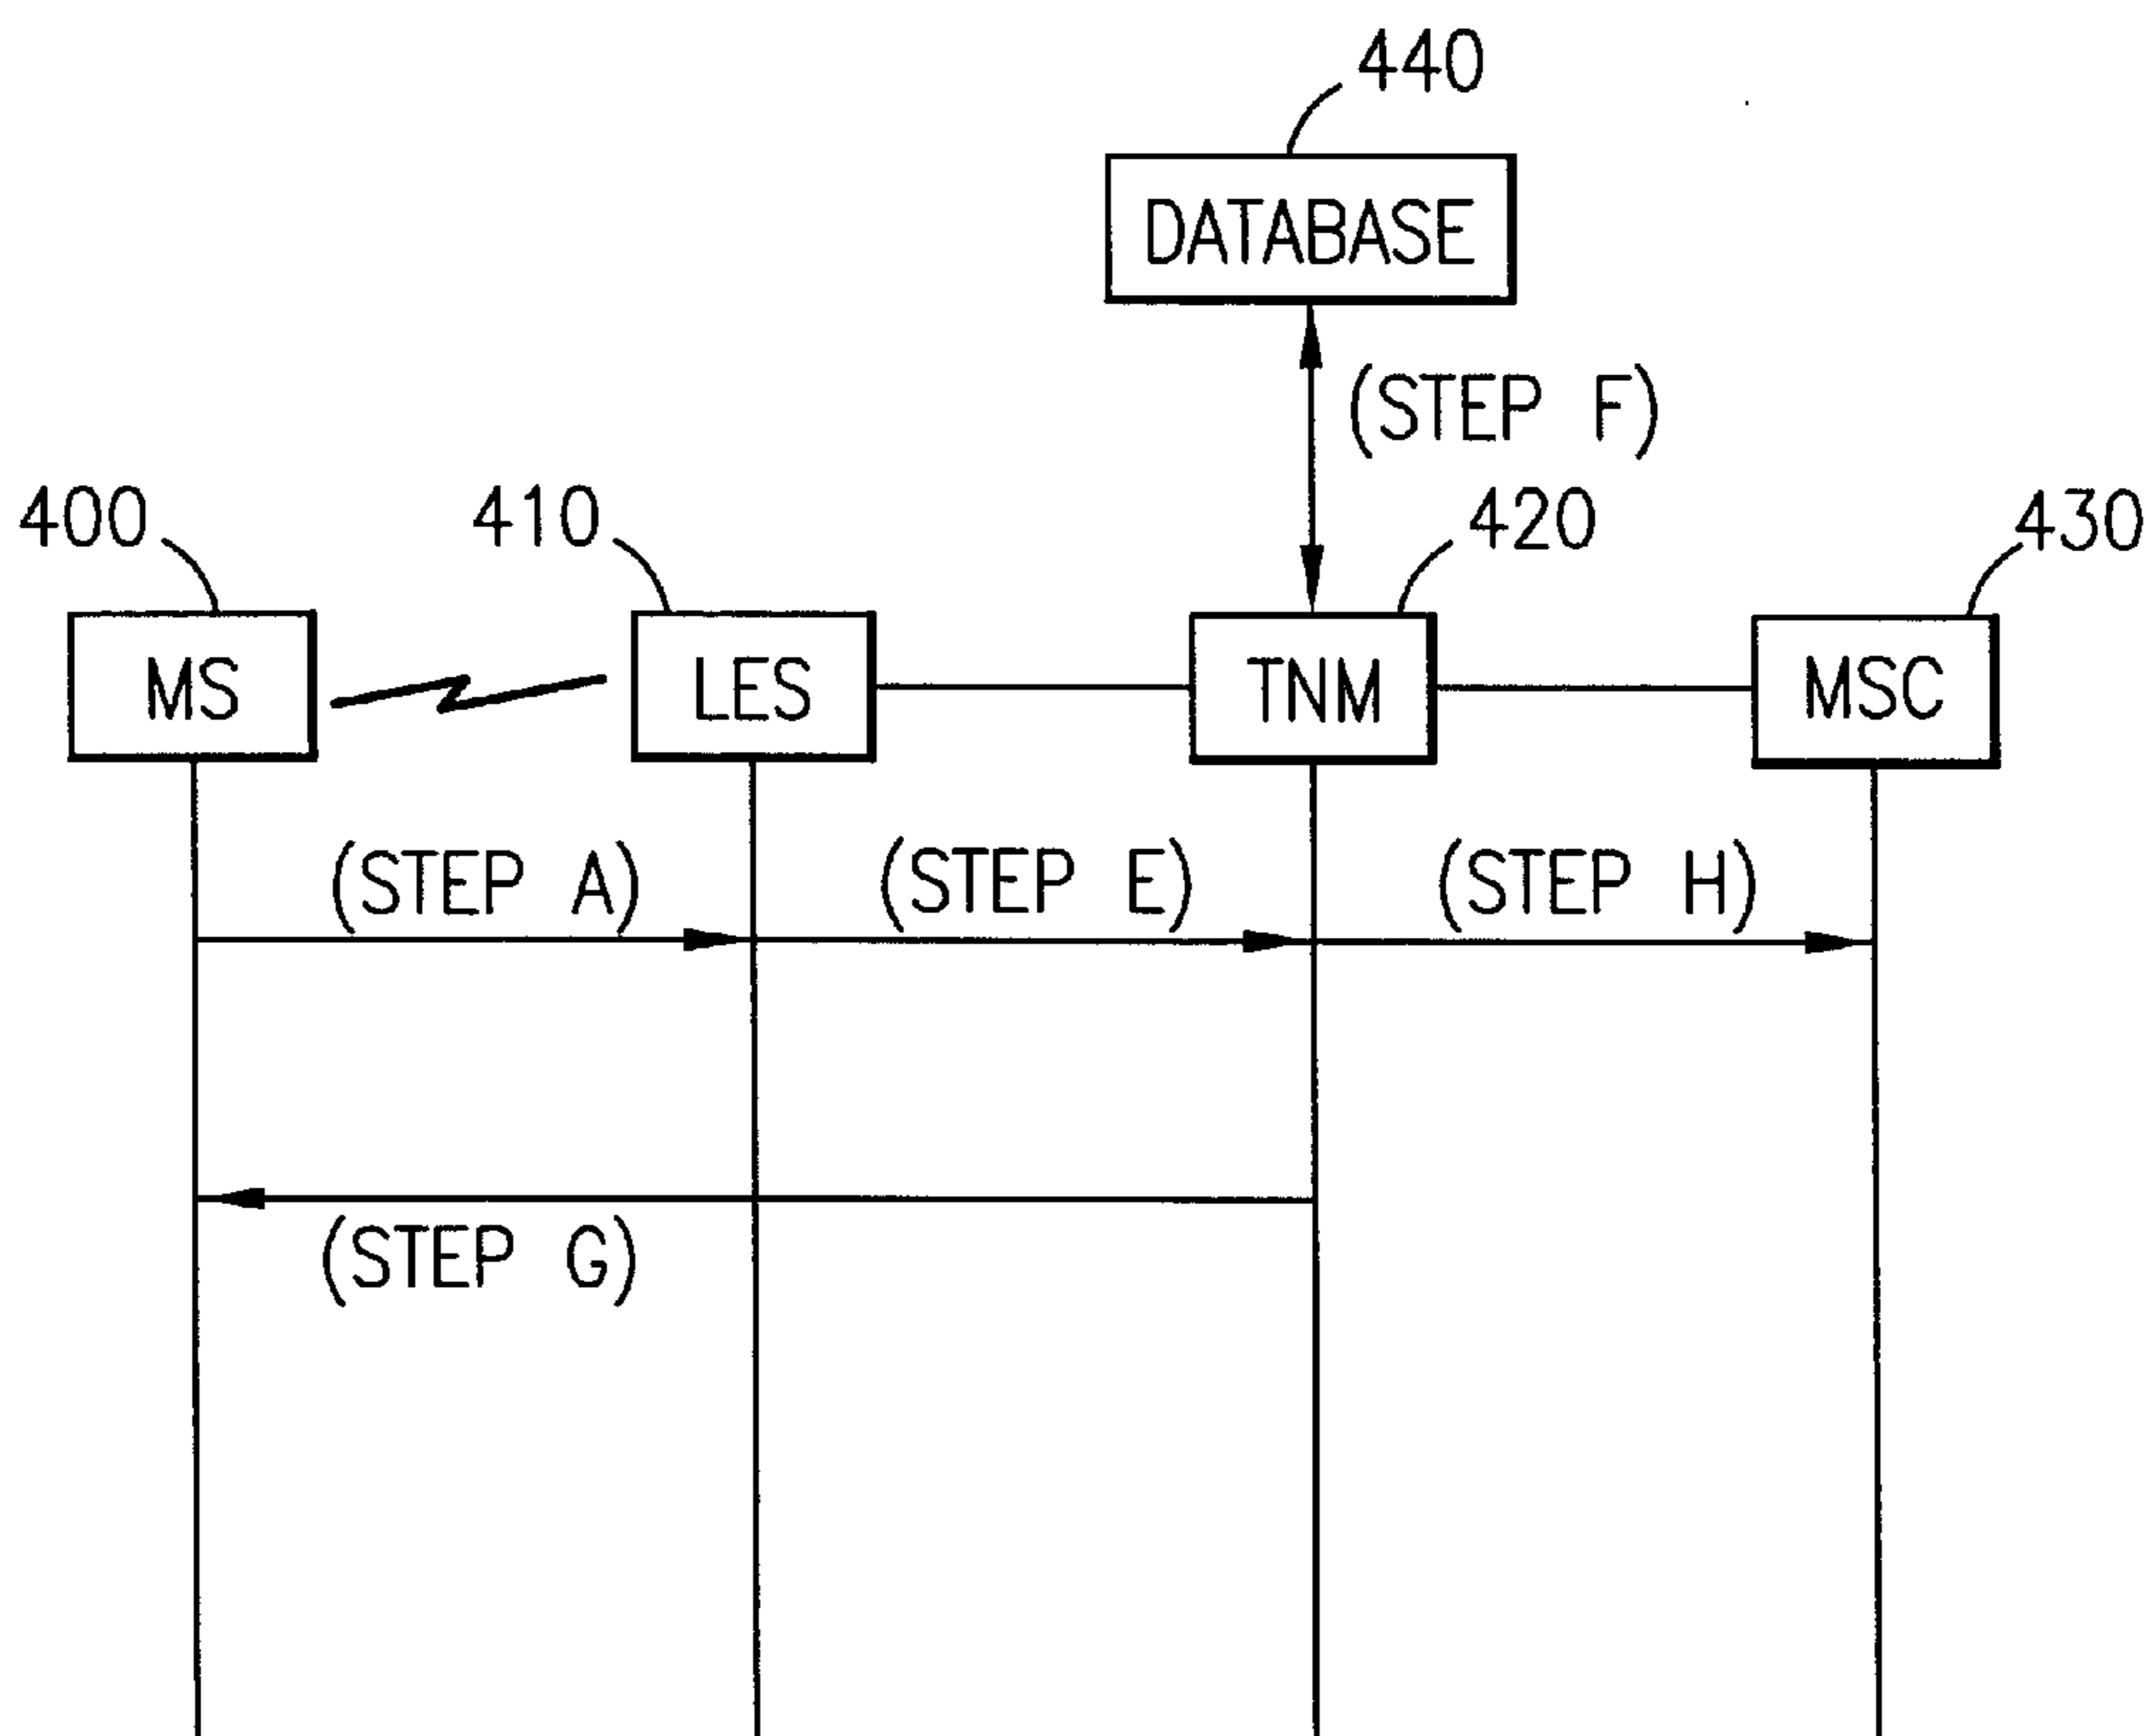 440
DATABASE
(STEP F)
400
410
420
430
MS
LES
TNM
MSC
(STEP A)
(STEP E)
(STEP H)
(STEP G)